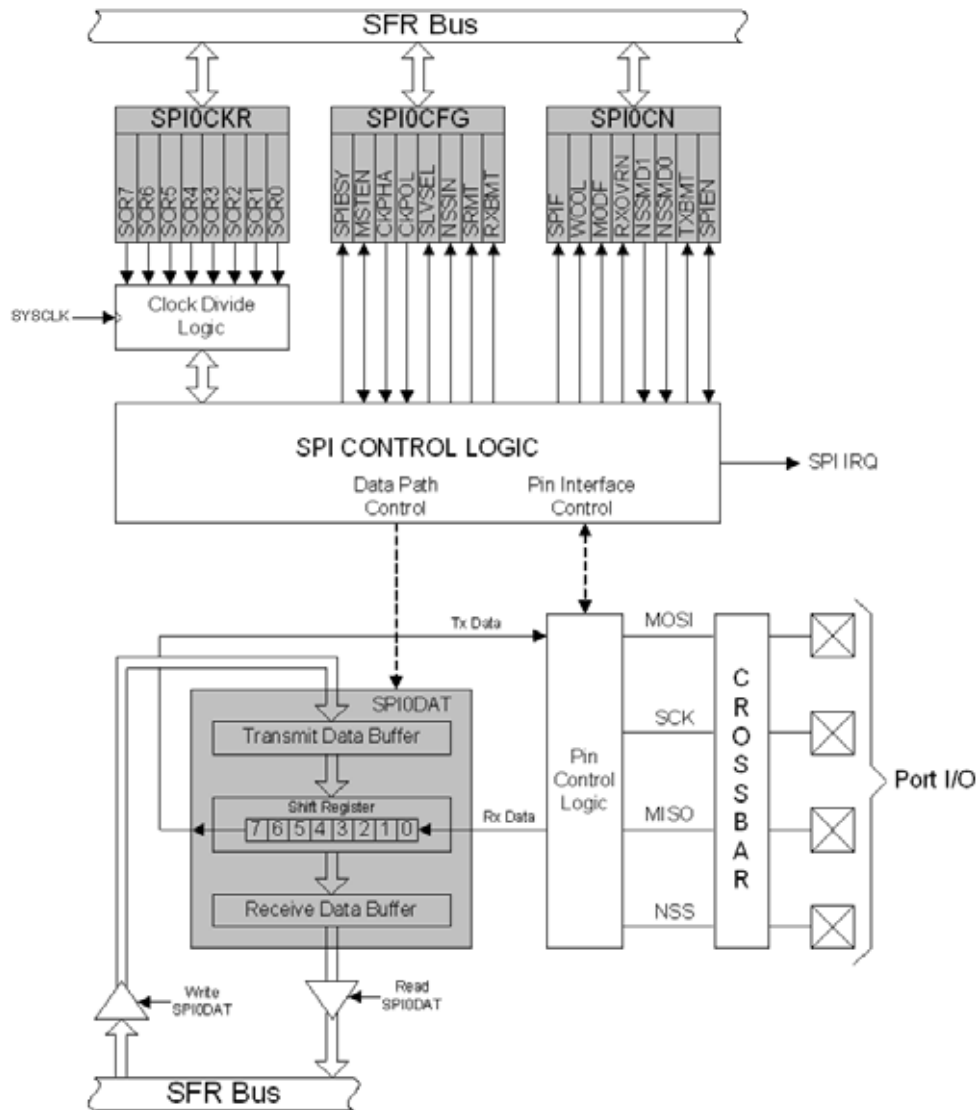 SFR Bus
SPI0CKR
SCR7
SCR6
SCR5
SCR4
SCR3
SCR2
SCR1
SCR0
SPI0CFG
SPIBSY
MSTEN
CKPHA
CKPOL
SLVSEL
NSSIN
SRMT
RXBMT
SPI0CN
SPIF
WCOL
MODF
RXOVRN
NSSMD1
NSSMD0
TXBMT
SPIEN
SYSCLK
Clock Divide
Logic
SPI CONTROL LOGIC
Data Path
Control
Pin Interface
Control
SPI IRQ
Tx Data
SPI0DAT
Transmit Data Buffer
Shift Register
7 6 5 4 3 2 1 0
Rx Data
Receive Data Buffer
Pin
Control
Logic
MOSI
SCK
MISO
NSS
CROSSBAR
Port I/O
Write
SPI0DAT
Read
SPI0DAT
SFR Bus